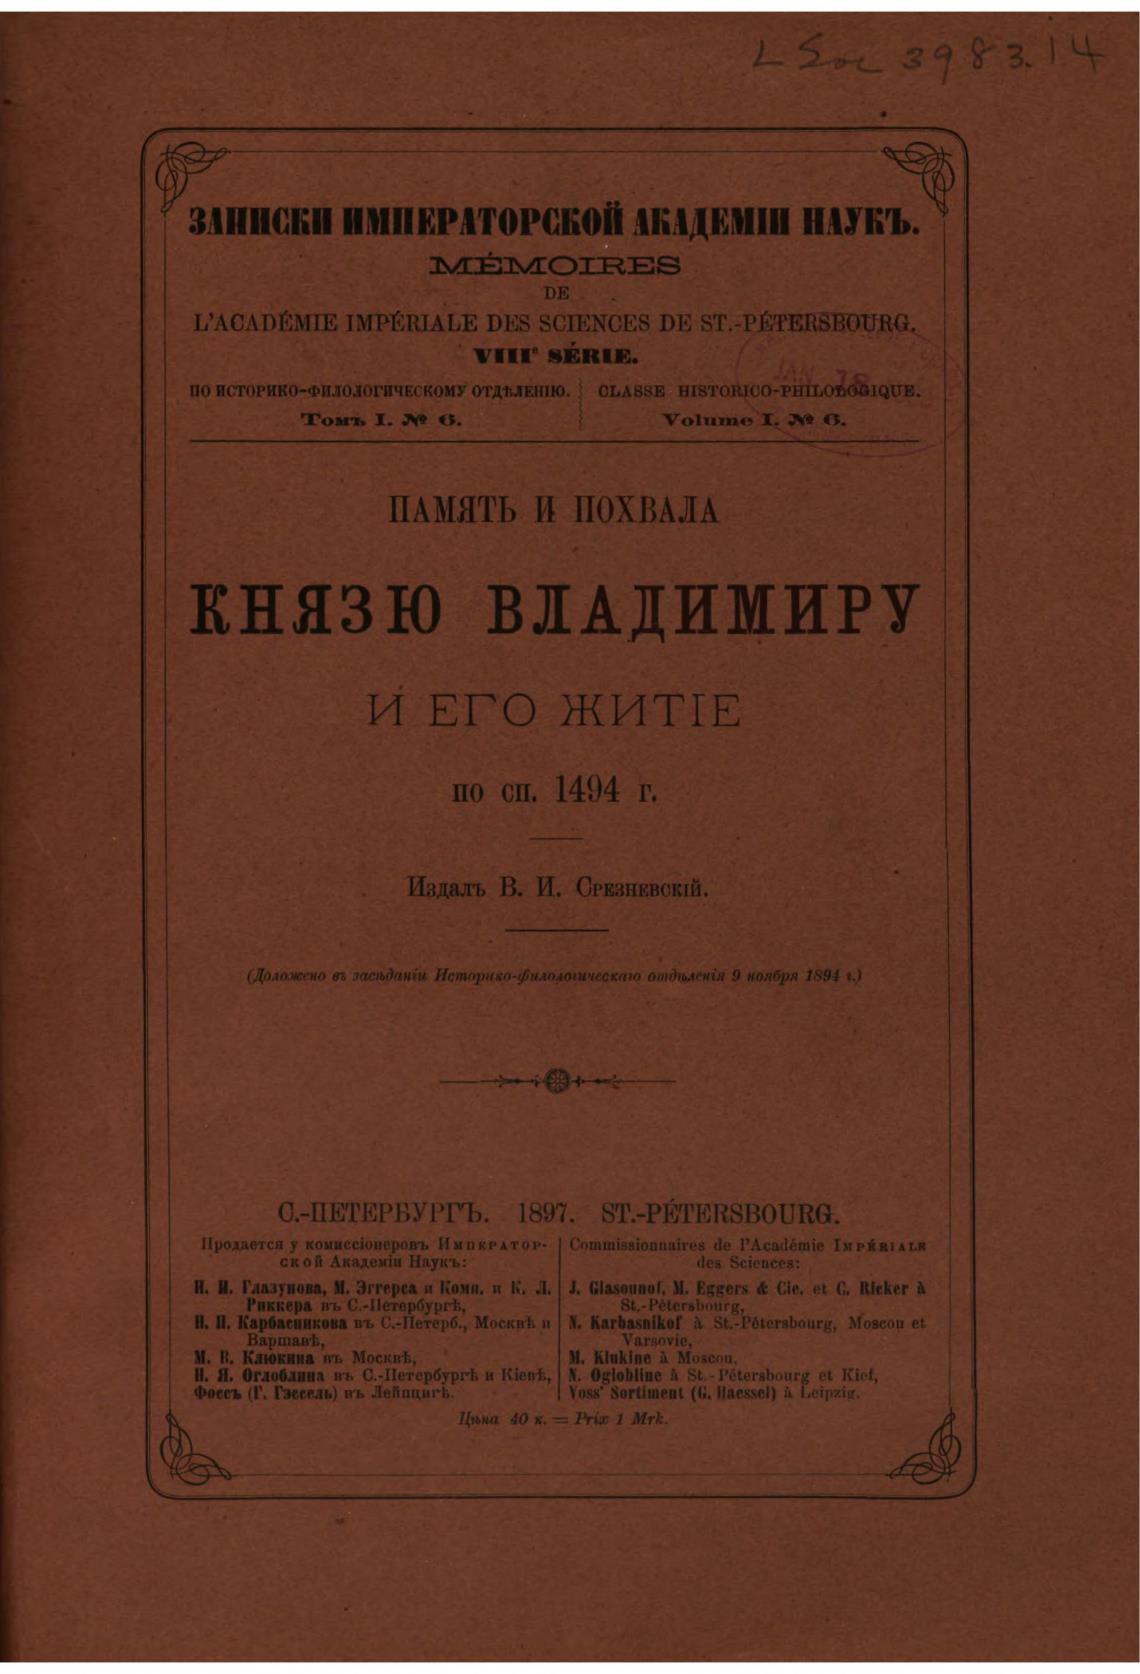 L Soc 3983.14
ЗАПИСКИ ИМПЕРАТОРСКОЙ АКАДЕМІИ НАУКЪ.
MÉMOIRES
DE
L'ACADÉMIE IMPÉRIALE DES SCIENCES DE ST.-PÉTERSBOURG.
VIIIe SÉRIE.
ПО ИСТОРИКО-ФИЛОЛОГИЧЕСКОМУ ОТДѢЛЕНІЮ.
Томъ I. № 6.
CLASSE HISTORICO-PHILOLOGIQUE.
Volume I. № 6.
JAN 18
ПАМЯТЬ И ПОХВАЛА
КНЯЗЮ ВЛАДИМИРУ
И ЕГО ЖИТІЕ
по сп. 1494 г.
Издалъ В. И. Срезневскій.
(Доложено въ засѣданіи Историко-филологическаго отдѣленія 9 ноября 1894 г.)
С.-ПЕТЕРБУРГЪ. 1897. ST.-PÉTERSBOURG.
Продается у комиссіонеровъ Император-
ской Академіи Наукъ:
И. И. Глазунова, М. Эггерса и Комп. и К. Л.
Риккера въ С.-Петербургѣ,
Н. П. Карбасникова въ С.-Петерб., Москвѣ и
Варшавѣ,
М. В. Клюкина въ Москвѣ,
Н. Я. Оглоблина въ С.-Петербургѣ и Кіевѣ,
Фоссъ (Г. Гэссель) въ Лейпцигѣ.
Commissionnaires de l'Académie IMPÉRIALE
des Sciences:
J. Glasounof, M. Eggers & Cie. et C. Ricker à
St.-Pétersbourg,
N. Karbasnikof à St.-Pétersbourg, Moscou et
Varsovie,
M. Klukine à Moscou,
N. Oglobline à St.-Pétersbourg et Kief,
Voss' Sortiment (G. Haessel) à Leipzig.
Цѣна 40 к. = Prix 1 Mrk.